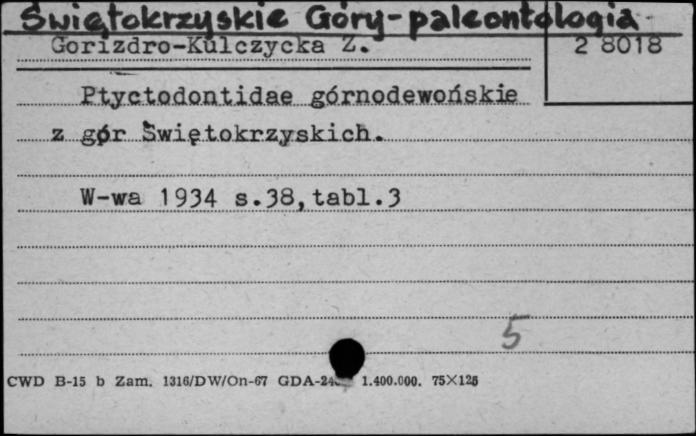 Świętokrzyskie Góry-paleontologia
Gorizdro-Kulczycka Z.
2 8018
Ptyctodontidae górnodewońskie
z gór Świętokrzyskich.
W-wa 1934 s.38,tabl.3
5
CWD B-15 b Zam. 1316/DW/On-67 GDA-24 1.400.000. 75×125